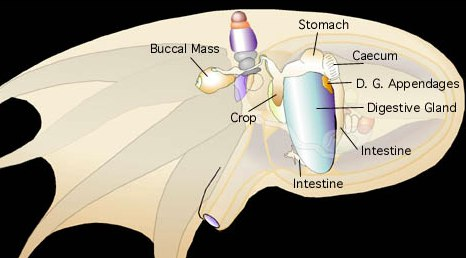 Stomach
Buccal Mass
Caecum
D. G. Appendages
Digestive Gland
Crop
Intestine
Intestine